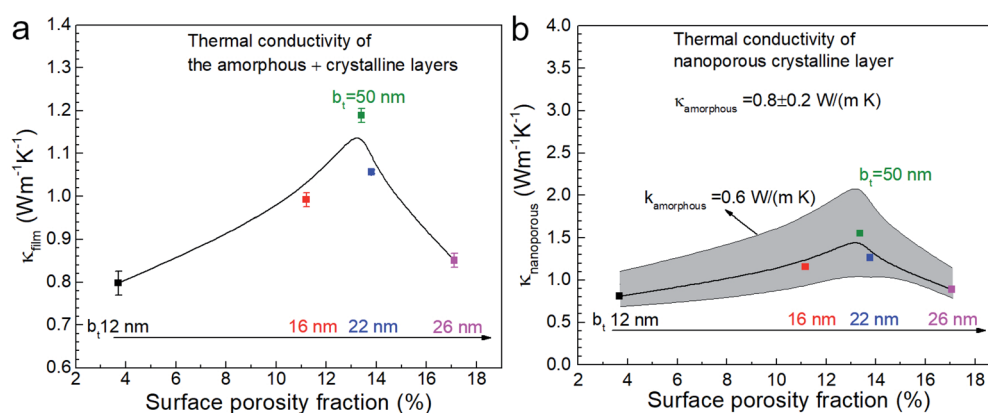 a
Thermal conductivity of
the amorphous + crystalline layers
b_t=50 nm
κ_film (Wm⁻¹K⁻¹)
1.4
1.3
1.2
1.1
1.0
0.9
0.8
0.7
0.6
b_t 12 nm
16 nm
22 nm
26 nm
4 6 8 10 12 14 16 18
Surface porosity fraction (%)
b
Thermal conductivity of
nanoporous crystalline layer
κ_amorphous =0.8±0.2 W/(m K)
b_t=50 nm
k_amorphous =0.6 W/(m K)
κ_nanoporous (Wm⁻¹K⁻¹)
4.0
3.5
3.0
2.5
2.0
1.5
1.0
0.5
0.0
b_t 12 nm
16 nm
22 nm
26 nm
4 6 8 10 12 14 16 18
Surface porosity fraction (%)